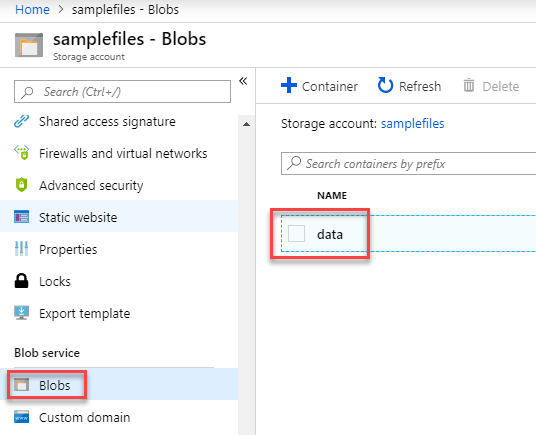 Home > samplefiles - Blobs
samplefiles - Blobs
Storage account
Search (Ctrl+/)
Shared access signature
Firewalls and virtual networks
Advanced security
Static website
Properties
Locks
Export template
Blob service
Blobs
Custom domain
+ Container Refresh Delete
Storage account: samplefiles
Search containers by prefix
NAME
data